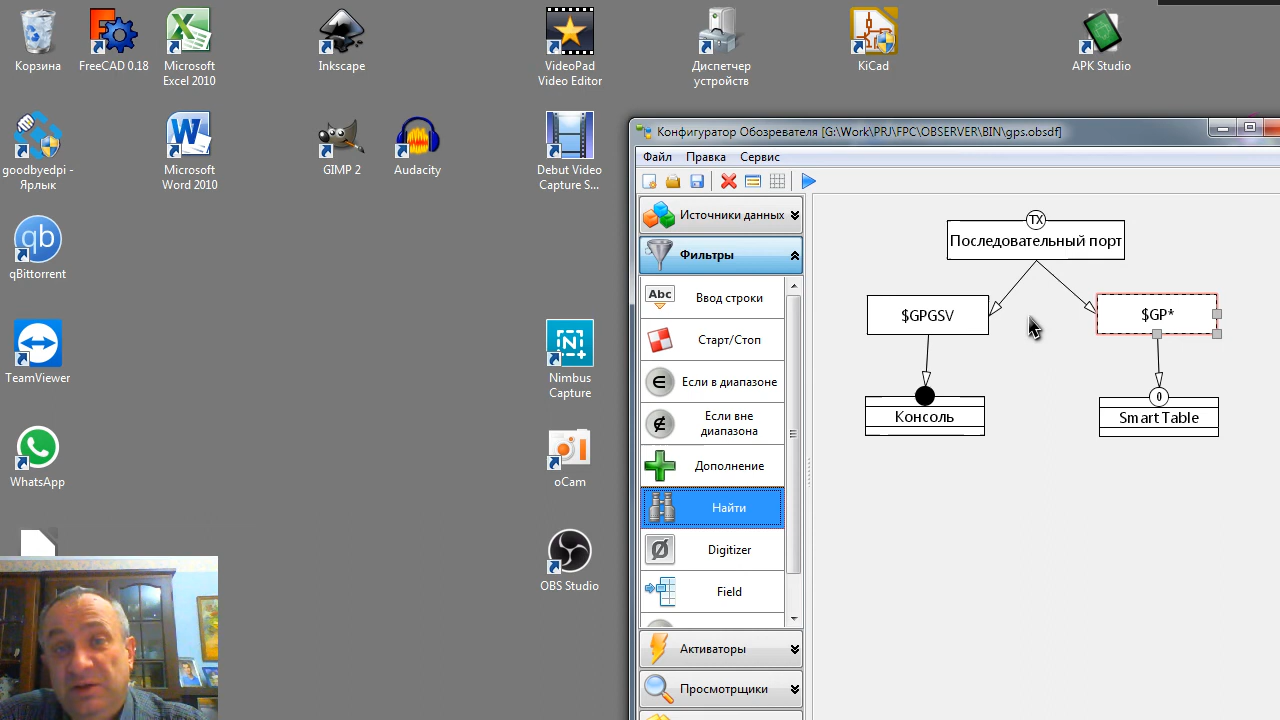 Корзина
FreeCAD 0.18
Microsoft
Excel 2010
Inkscape
VideoPad
Video Editor
Диспетчер
устройств
KiCad
APK Studio
goodbyedpi -
Ярлык
Microsoft
Word 2010
GIMP 2
Audacity
Debut Video
Capture S...
qb
qBittorrent
TeamViewer
Nimbus
Capture
WhatsApp
oCam
OBS Studio
Конфигуратор Обозревателя [G:\Work\PRJ\FPC\OBSERVER\BIN\gps.obsdf]
Файл Правка Сервис
Источники данных
Фильтры
Abc
Ввод строки
Старт/Стоп
Если в диапазоне
Если вне
диапазона
Дополнение
Найти
Digitizer
Field
Активаторы
Просмотрщики
TX
Последовательный порт
$GPGSV
$GP*
Консоль
0
SmartTable